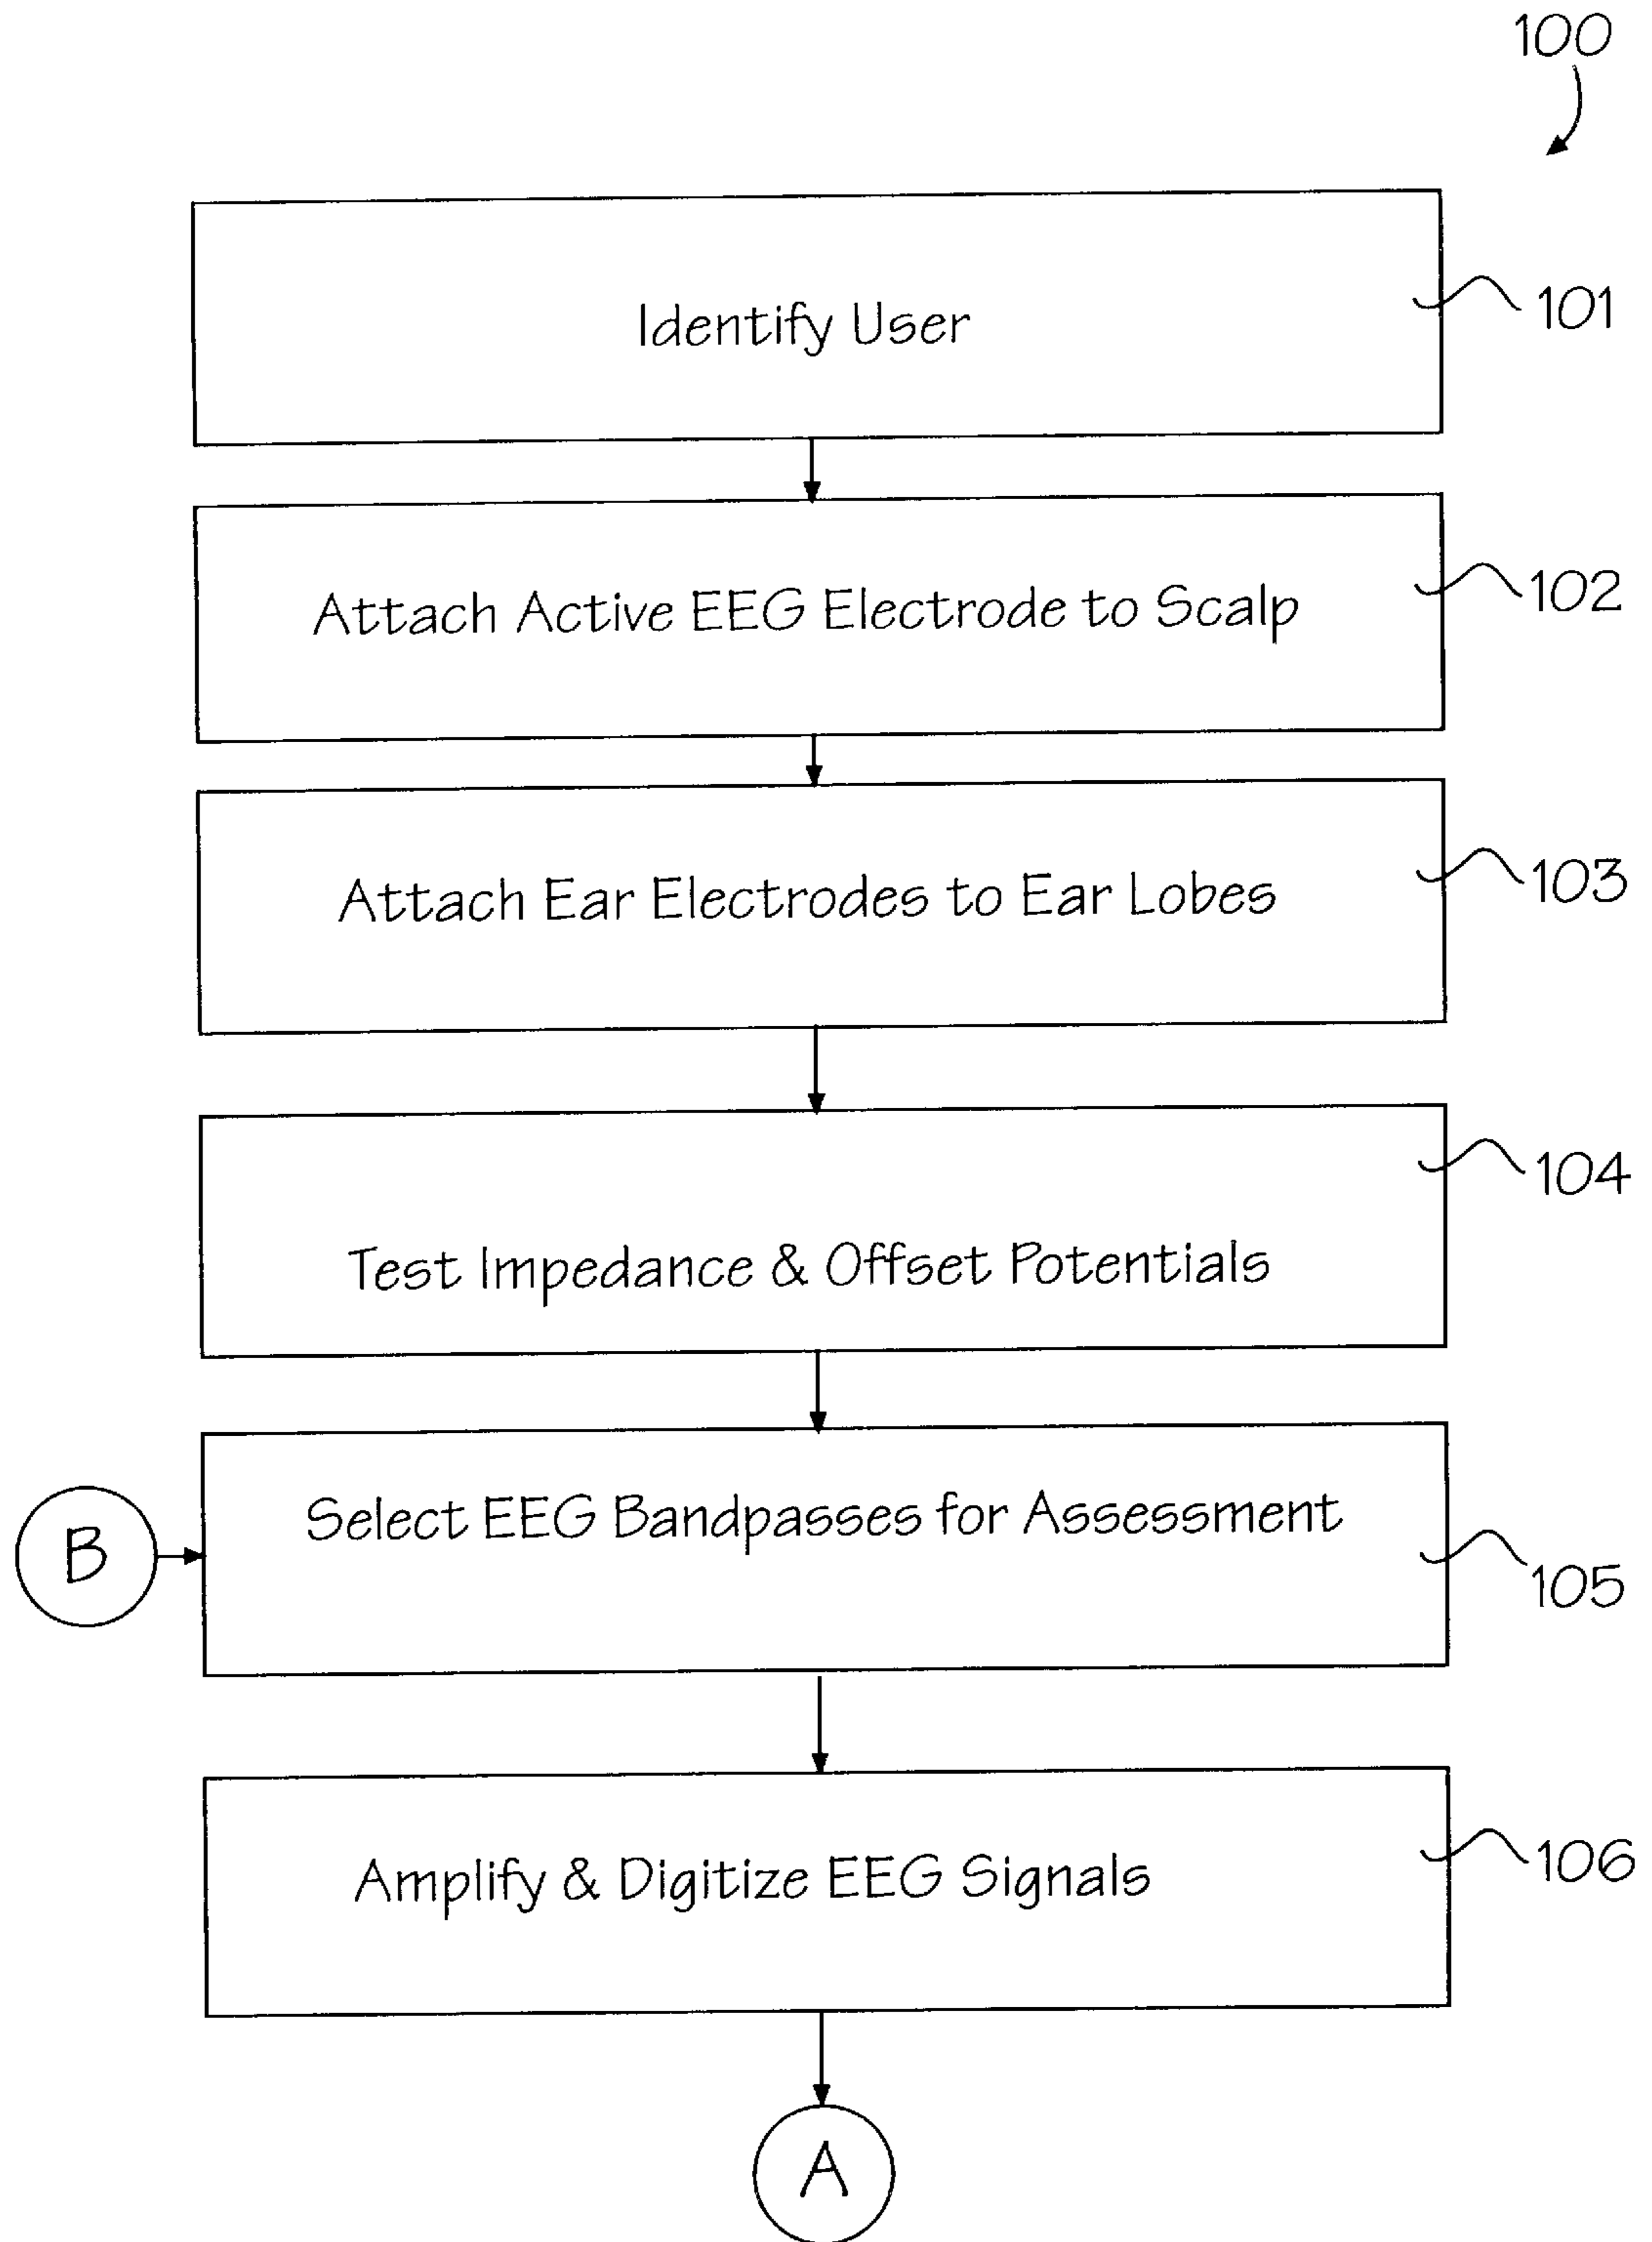 100
Identify User
101
Attach Active EEG Electrode to Scalp
102
Attach Ear Electrodes to Ear Lobes
103
104
Test Impedance & Offset Potentials
Select EEG Bandpasses for Assessment
B
105
Amplify & Digitize EEG Signals
106
A